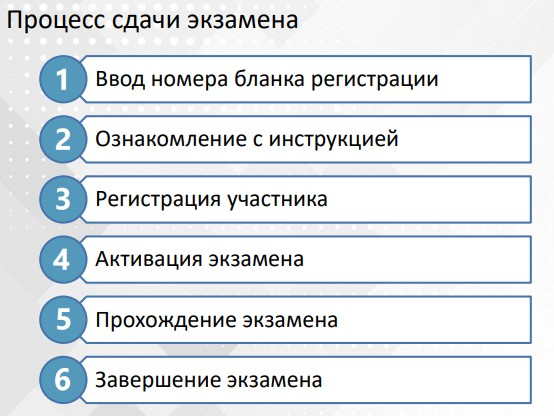 Процесс сдачи экзамена
1 Ввод номера бланка регистрации
2 Ознакомление с инструкцией
3 Регистрация участника
4 Активация экзамена
5 Прохождение экзамена
6 Завершение экзамена